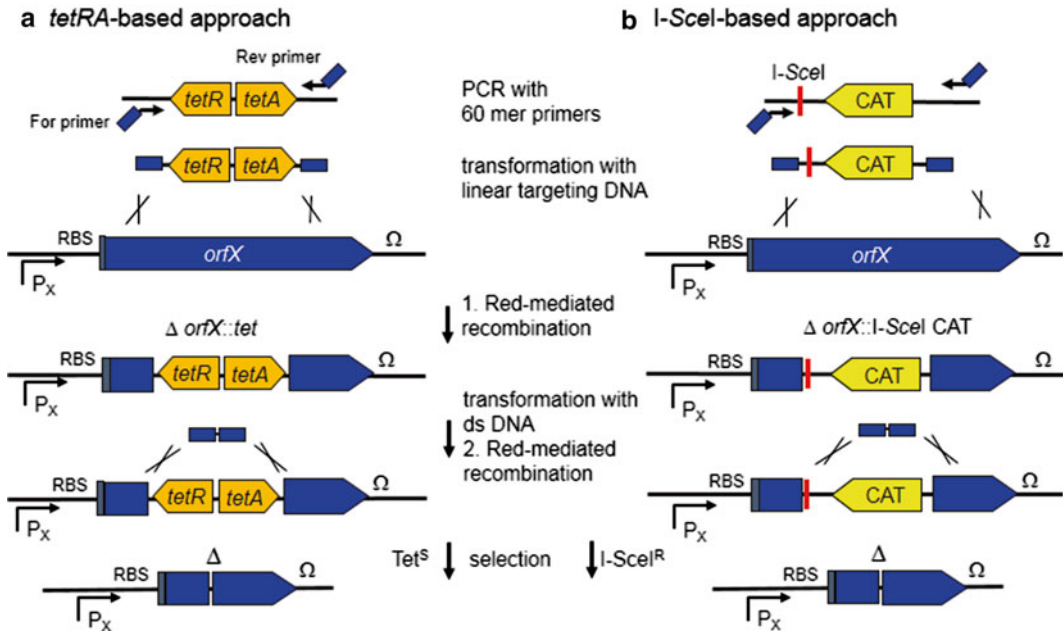 a tetRA-based approach
b I-SceI-based approach
Rev primer
For primer
tetR tetA
PCR with
60 mer primers
I-SceI
CAT
tetR tetA
transformation with
linear targeting DNA
CAT
RBS orfX Ω
PX
RBS orfX Ω
PX
1. Red-mediated
recombination
Δ orfX::tet
Δ orfX::I-SceI CAT
RBS tetR tetA Ω
PX
RBS CAT Ω
PX
transformation with
ds DNA
2. Red-mediated
recombination
RBS tetR tetA Ω
PX
RBS CAT Ω
PX
TetS selection I-SceIR
Δ
RBS Ω
PX
Δ
RBS Ω
PX